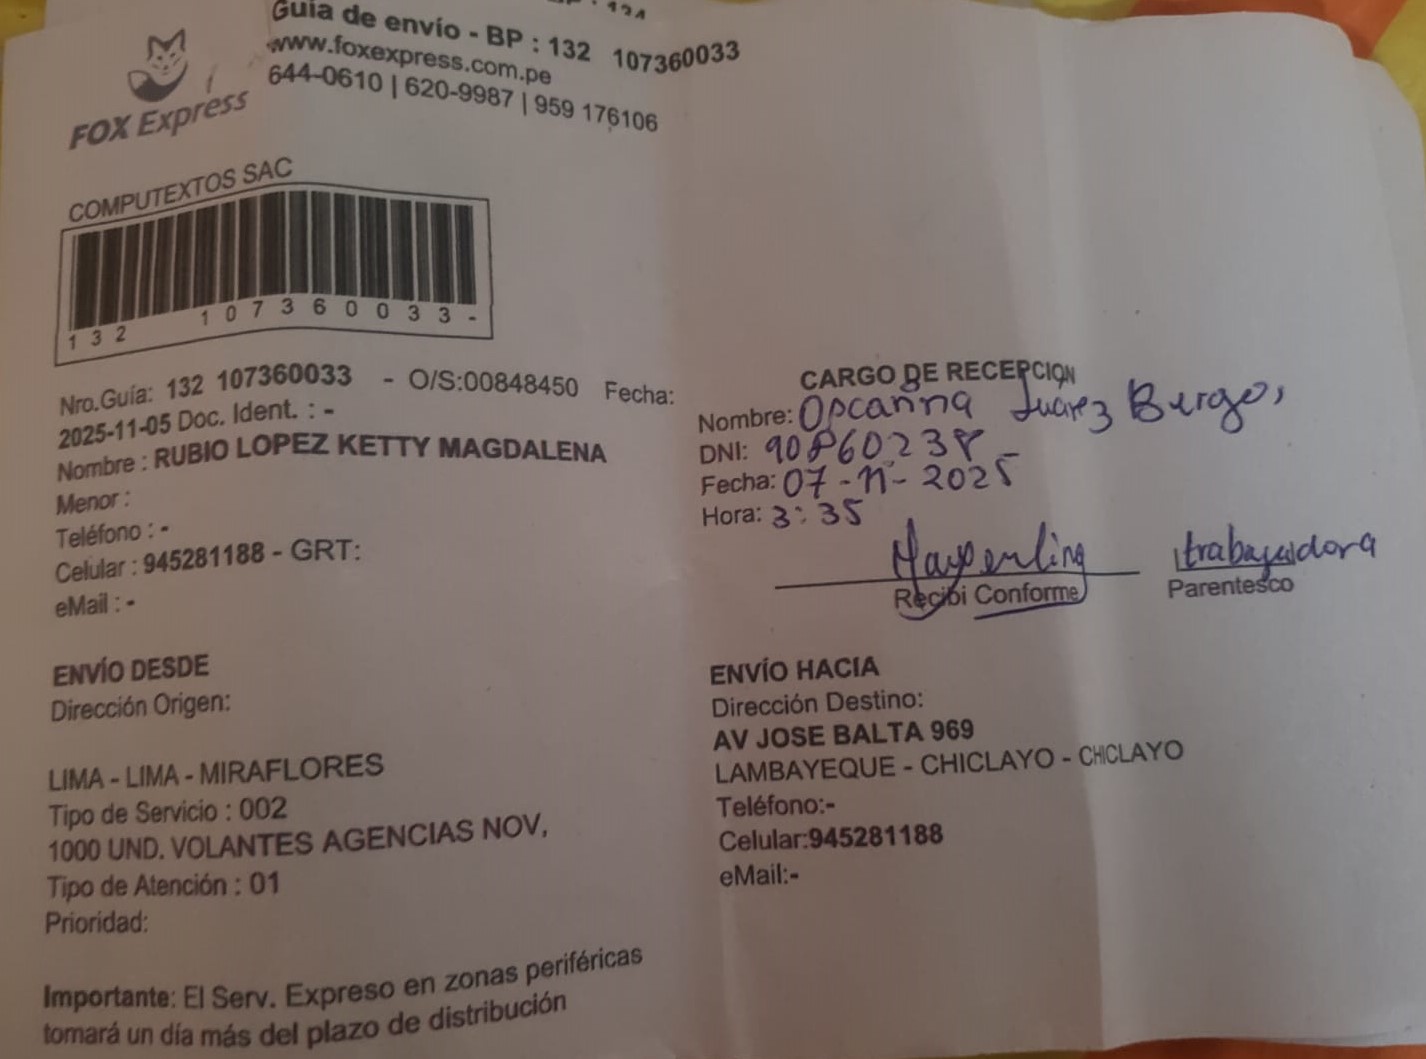 Guia de envío - BP : 132 107360033
www.foxexpress.com.pe
644-0610 | 620-9987 | 959 176106
FOX Express
COMPUTEXTOS SAC
132 107360033-
Nro.Guía: 132 107360033 - O/S:00848450 Fecha:
2025-11-05 Doc. Ident. : -
Nombre : RUBIO LOPEZ KETTY MAGDALENA
Menor :
Teléfono : -
Celular : 945281188 - GRT:
eMail : -
CARGO DE RECEPCIÓN
Nombre: Juárez Burgo,
DNI: 90860238
Fecha: 07-11-2025
Hora: 3:35
Mayerling trabajadora
Recibi Conforme Parentesco
ENVÍO DESDE
Dirección Origen:
LIMA - LIMA - MIRAFLORES
Tipo de Servicio : 002
1000 UND. VOLANTES AGENCIAS NOV,
Tipo de Atención : 01
Prioridad:
ENVÍO HACIA
Dirección Destino:
AV JOSE BALTA 969
LAMBAYEQUE - CHICLAYO - CHICLAYO
Teléfono:-
Celular:945281188
eMail:-
Importante: El Serv. Expreso en zonas periféricas
tomará un día más del plazo de distribución